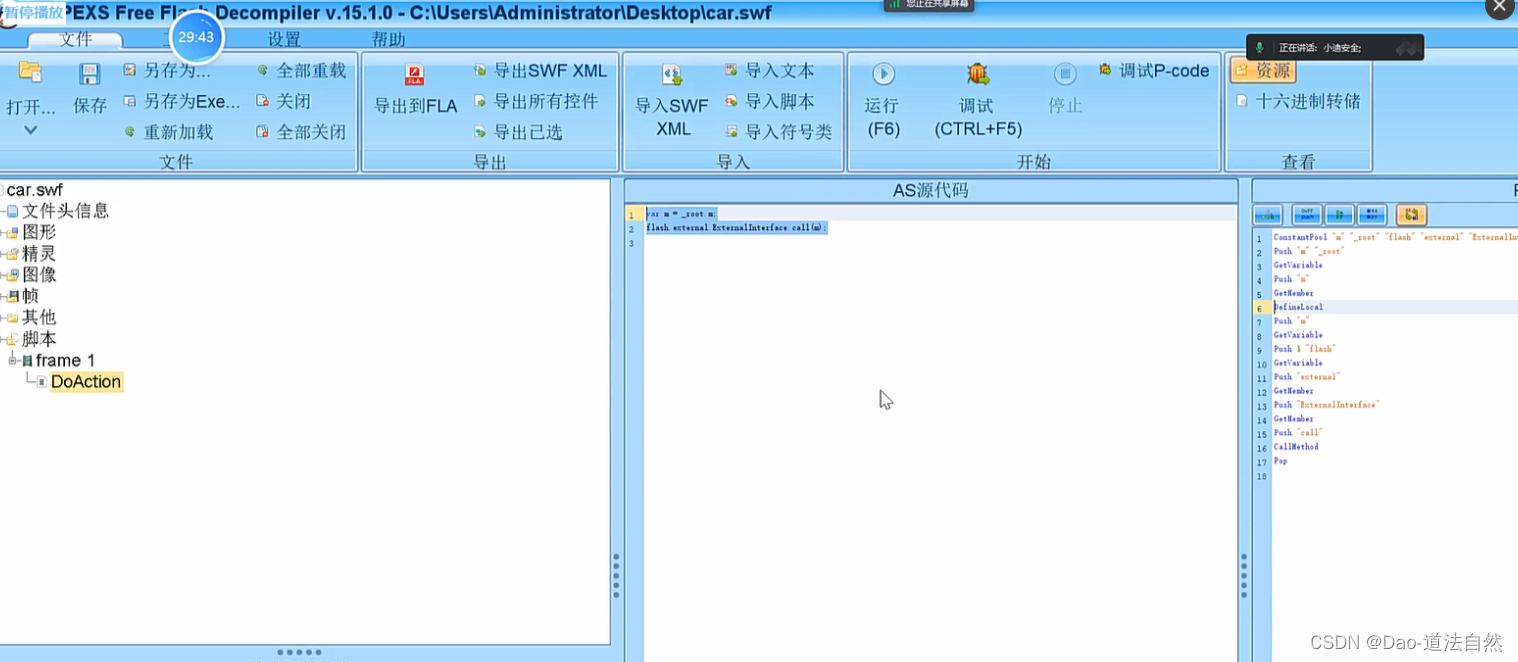 暂停播放
PEXS Free Flash Decompiler v.15.1.0 - C:\Users\Administrator\Desktop\car.swf
您正在共享屏幕
29:43
文件 设置 帮助
正在讲话: 小迪安全;
打开...
保存
另存为...
另存为Exe...
重新加载
全部重载
关闭
全部关闭
文件
导出到FLA
导出SWF XML
导出所有控件
导出已选
导出
导入SWF
XML
导入文本
导入脚本
导入符号类
导入
运行
(F6)
调试
(CTRL+F5)
停止
调试P-code
开始
资源
十六进制转储
查看
car.swf
文件头信息
图形
精灵
图像
帧
其他
脚本
frame 1
DoAction
AS源代码
1 var m = _root.m;
2 flash.external.ExternalInterface.call(m);
3
1 ConstantPool "m" "_root" "flash" "external" "ExternalIn
2 Push "m" "_root"
3 GetVariable
4 Push "m"
5 GetMember
6 DefineLocal
7 Push "m"
8 GetVariable
9 Push 1 "flash"
10 GetVariable
11 Push "external"
12 GetMember
13 Push "ExternalInterface"
14 GetMember
15 Push "call"
16 CallMethod
17 Pop
18
CSDN @Dao-道法自然